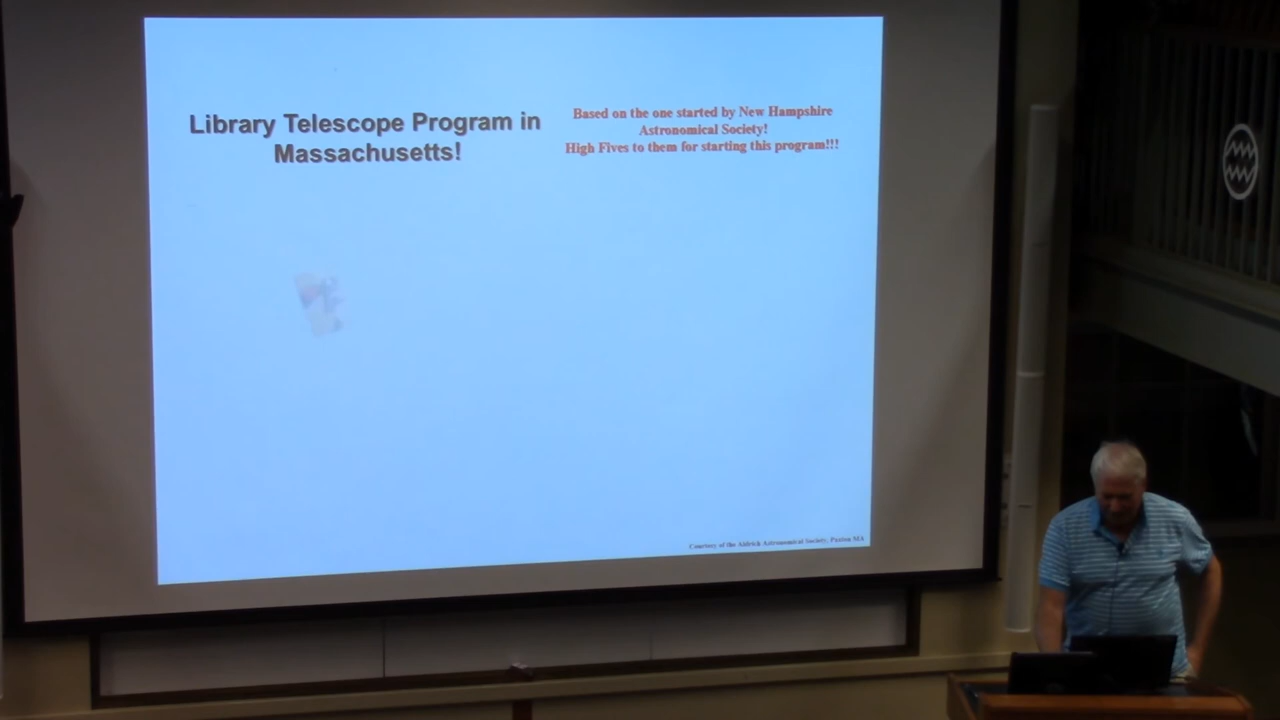 Library Telescope Program in
Massachusetts!
Based on the one started by New Hampshire
Astronomical Society!
High Fives to them for starting this program!!!
Courtesy of the Aldrich Astronomical Society, Paxton MA